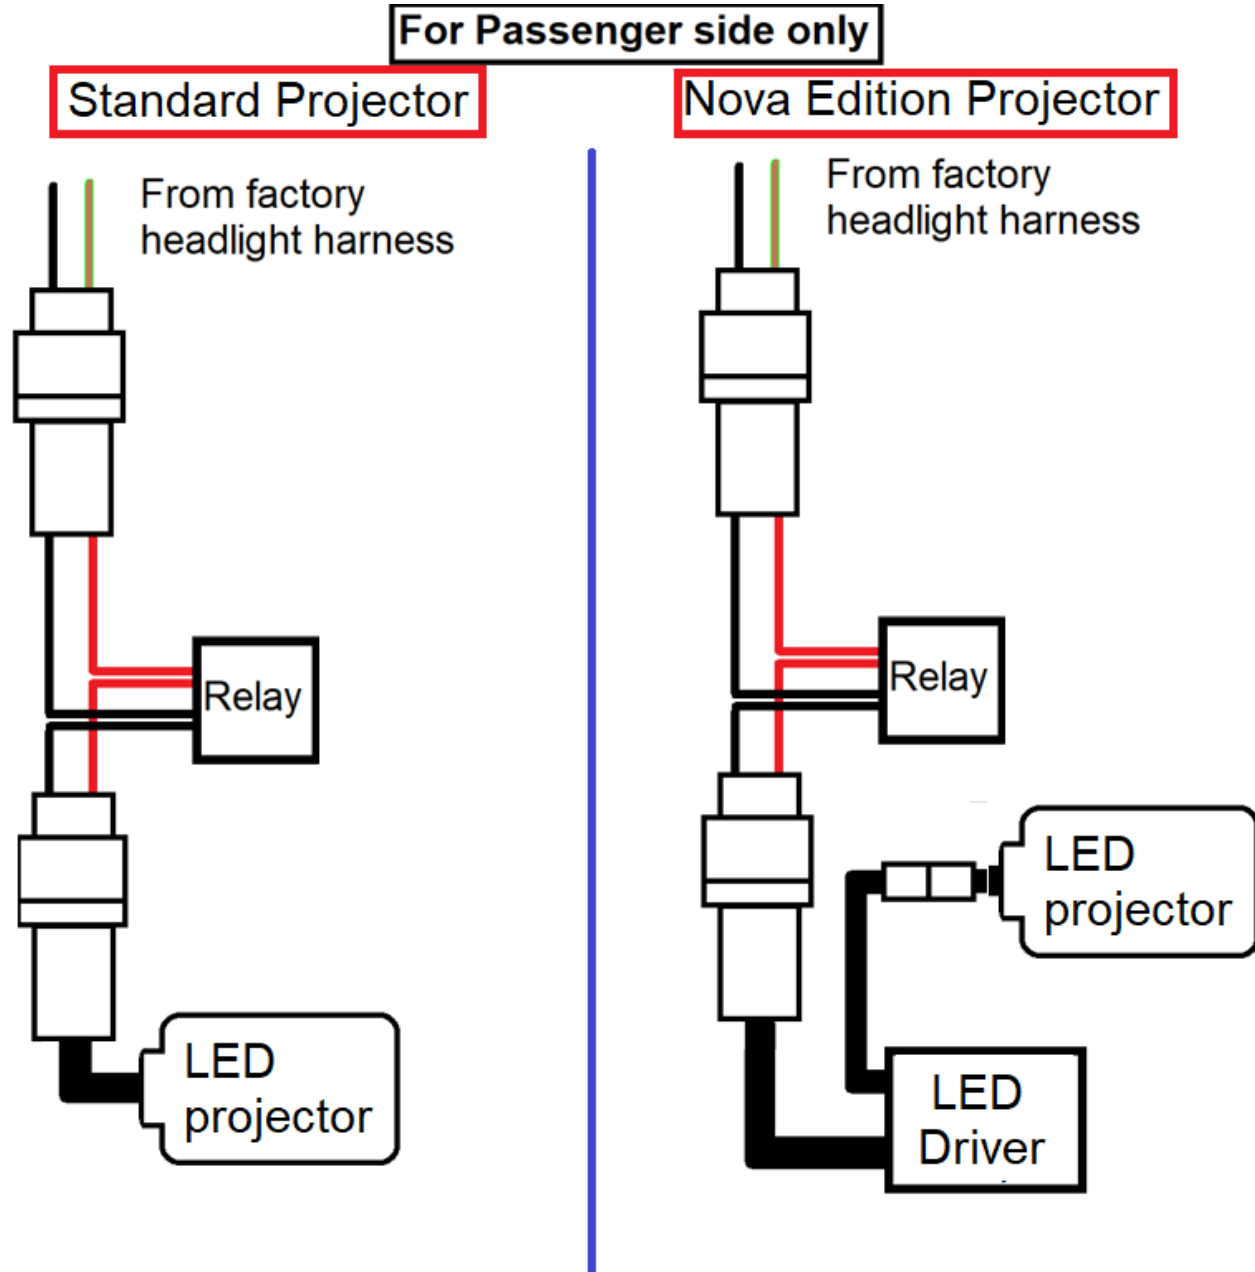 For Passenger side only
Standard Projector
From factory
headlight harness
Relay
LED
projector
Nova Edition Projector
From factory
headlight harness
Relay
LED
projector
LED
Driver